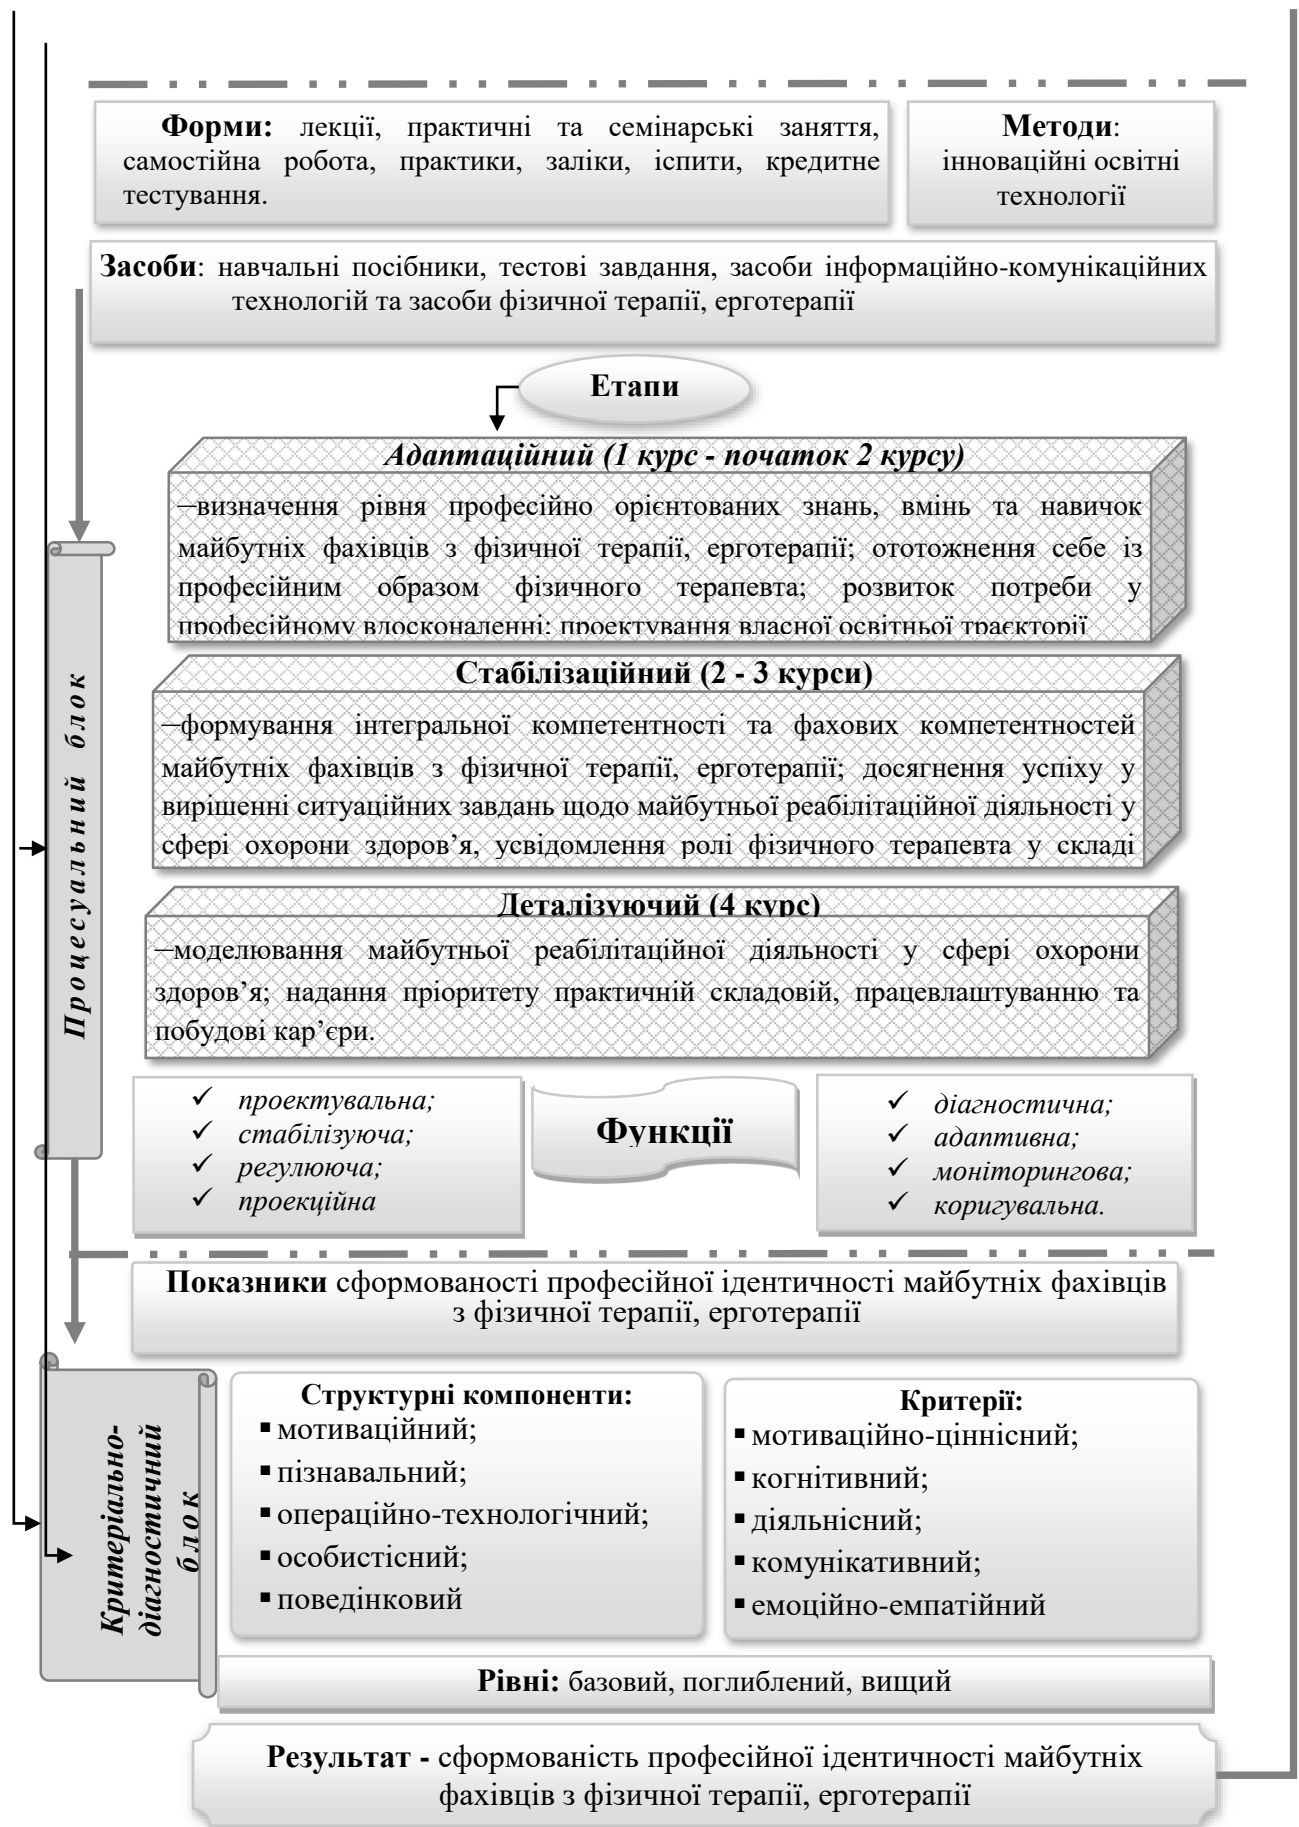 Форми: лекції, практичні та семінарські заняття,
самостійна робота, практики, заліки, іспити, кредитне
тестування.
Методи:
інноваційні освітні
технології
Засоби: навчальні посібники, тестові завдання, засоби інформаційно-комунікаційних
технологій та засоби фізичної терапії, ерготерапії
Етапи
Адаптаційний (1 курс - початок 2 курсу)
–визначення рівня професійно орієнтованих знань, вмінь та навичок
майбутніх фахівців з фізичної терапії, ерготерапії; ототожнення себе із
професійним образом фізичного терапевта; розвиток потреби у
професійному вдосконаленні; проектування власної освітньої траєкторії
Стабілізаційний (2 - 3 курси)
–формування інтегральної компетентності та фахових компетентностей
майбутніх фахівців з фізичної терапії, ерготерапії; досягнення успіху у
вирішенні ситуаційних завдань щодо майбутньої реабілітаційної діяльності у
сфері охорони здоров’я, усвідомлення ролі фізичного терапевта у складі
Деталізуючий (4 курс)
–моделювання майбутньої реабілітаційної діяльності у сфері охорони
здоров’я; надання пріоритету практичній складовій, працевлаштуванню та
побудові кар’єри.
Процесуальний блок
✓ проектувальна;
✓ стабілізуюча;
✓ регулююча;
✓ проекційна
Функції
✓ діагностична;
✓ адаптивна;
✓ моніторингова;
✓ коригувальна.
Показники сформованості професійної ідентичності майбутніх фахівців
з фізичної терапії, ерготерапії
Критеріально-
діагностичний
блок
Структурні компоненти:
▪ мотиваційний;
▪ пізнавальний;
▪ операційно-технологічний;
▪ особистісний;
▪ поведінковий
Критерії:
▪ мотиваційно-ціннісний;
▪ когнітивний;
▪ діяльнісний;
▪ комунікативний;
▪ емоційно-емпатійний
Рівні: базовий, поглиблений, вищий
Результат - сформованість професійної ідентичності майбутніх
фахівців з фізичної терапії, ерготерапії